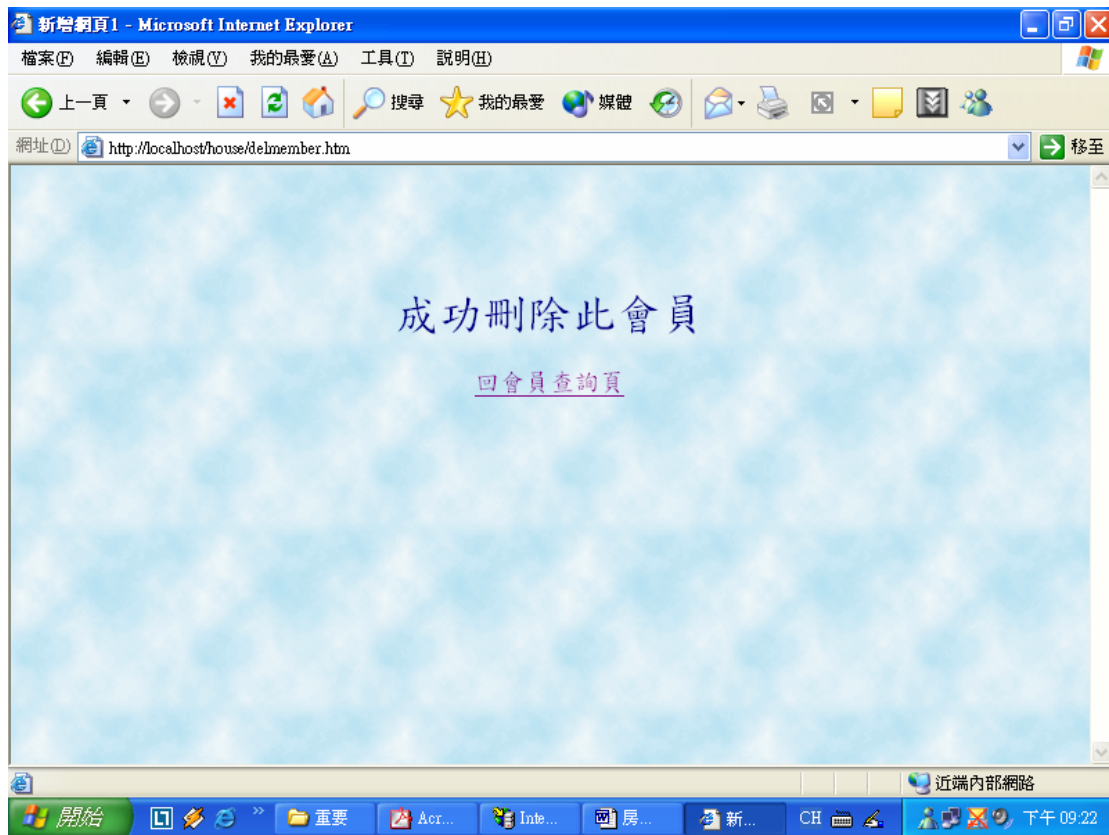 新增網頁1 - Microsoft Internet Explorer
檔案(F) 編輯(E) 檢視(V) 我的最愛(A) 工具(T) 說明(H)
上一頁 搜尋 我的最愛 媒體
網址(D) http://localhost/house/delmember.htm 移至
成功刪除此會員
回會員查詢頁
近端內部網路
開始 » 重要 Acr... Inte... 房... 新... CH 下午 09:22